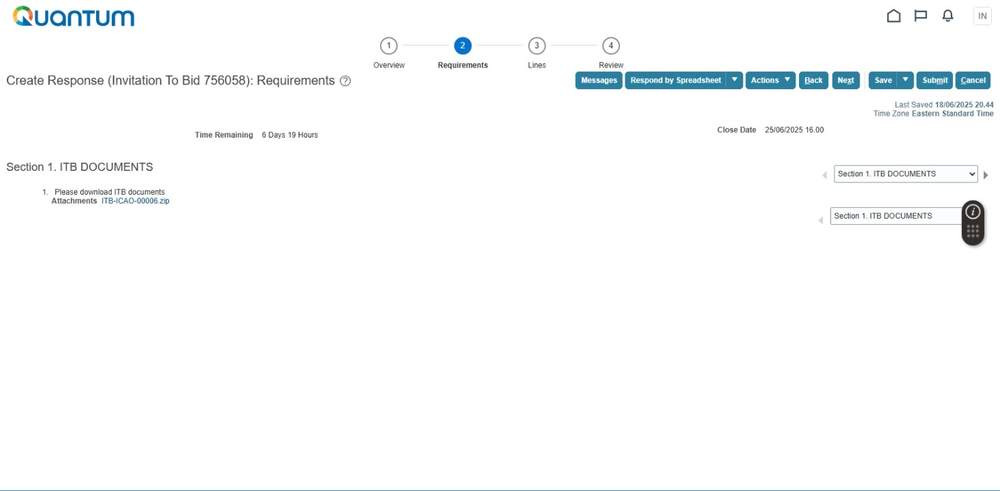 QUANTUM
IN
1
2
3
4
Overview
Requirements
Lines
Review
Create Response (Invitation To Bid 756058): Requirements ?
Messages
Respond by Spreadsheet
Actions
Back
Next
Save
Submit
Cancel
Last Saved 18/06/2025 20.44
Time Zone Eastern Standard Time
Time Remaining 6 Days 19 Hours
Close Date 25/06/2025 16.00
Section 1. ITB DOCUMENTS
Section 1. ITB DOCUMENTS
1. Please download ITB documents
Attachments ITB-ICAO-00006.zip
Section 1. ITB DOCUMENTS
i